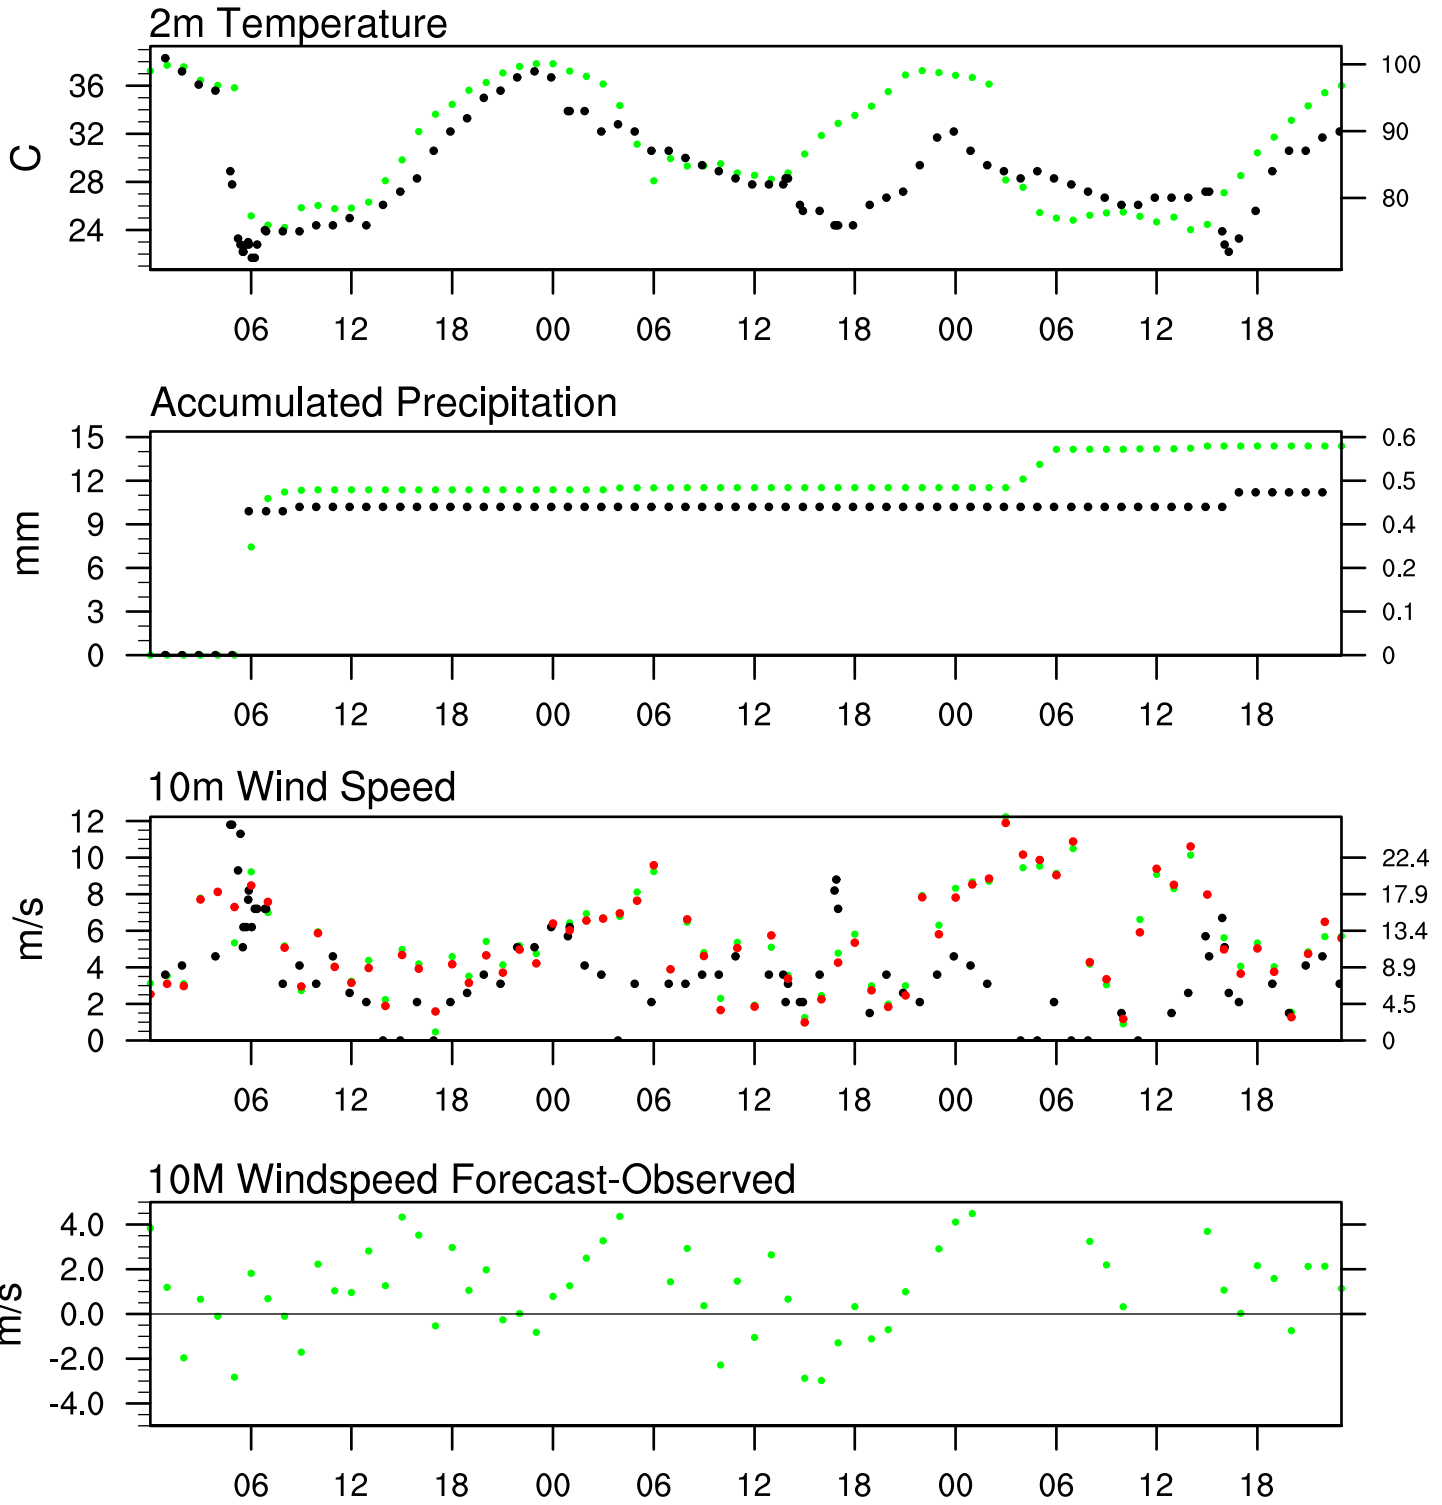 2m Temperature
36 100
32 90
C
28
80
24
06 12 18 00 06 12 18 00 06 12 18
Accumulated Precipitation
15 0.6
12 0.5
9 0.4
mm
6 0.2
3 0.1
0 0
06 12 18 00 06 12 18 00 06 12 18
10m Wind Speed
12
10 22.4
8 17.9
m/s
6 13.4
4 8.9
2 4.5
0 0
06 12 18 00 06 12 18 00 06 12 18
10M Windspeed Forecast-Observed
4.0
2.0
0.0
m/s
-2.0
-4.0
06 12 18 00 06 12 18 00 06 12 18